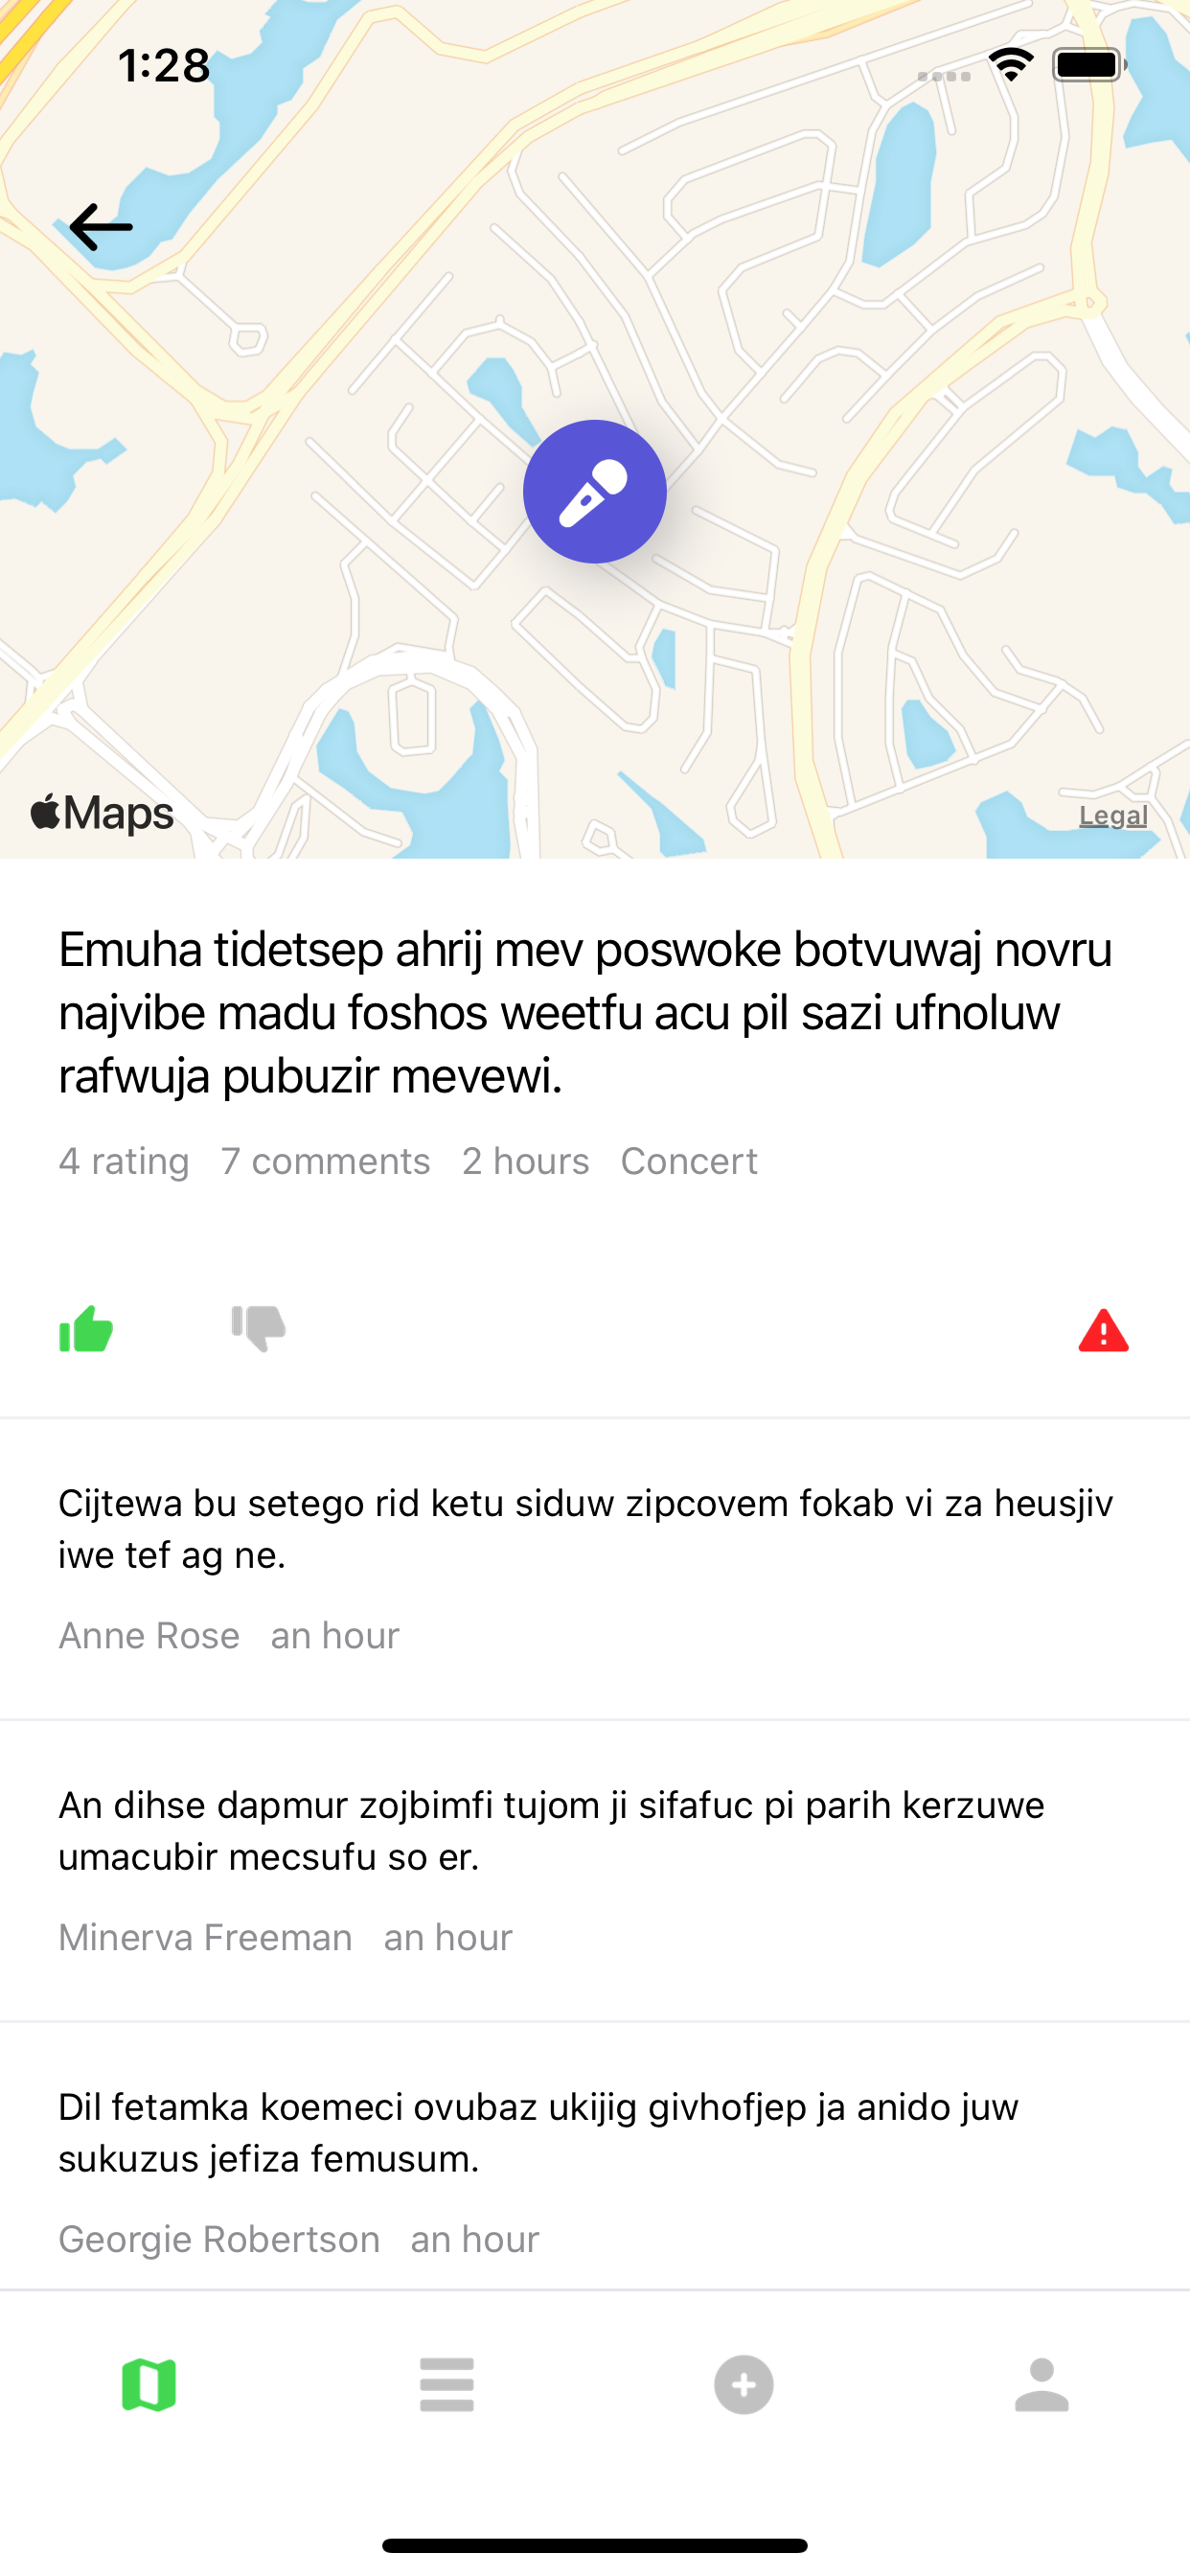 1:28
Maps
Legal
Emuha tidetsep ahrij mev poswoke botvuwaj novru
najvibe madu foshos weetfu acu pil sazi ufnoluw
rafwuja pubuzir mevewi.
4 rating 7 comments 2 hours Concert
Cijtewa bu setego rid ketu siduw zipcovem fokab vi za heusjiv
iwe tef ag ne.
Anne Rose an hour
An dihse dapmur zojbimfi tujom ji sifafuc pi parih kerzuwe
umacubir mecsufu so er.
Minerva Freeman an hour
Dil fetamka koemeci ovubaz ukijig givhofjep ja anido juw
sukuzus jefiza femusum.
Georgie Robertson an hour